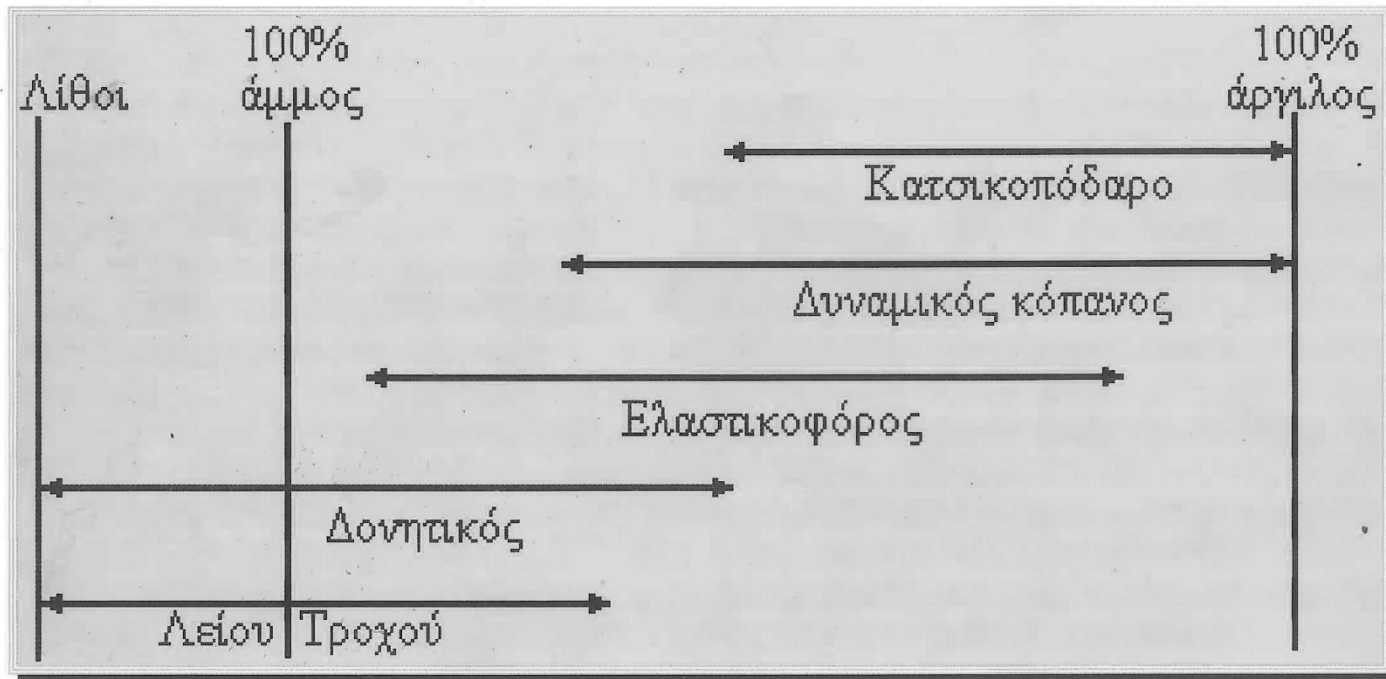 100% 100%
Λίθοι άμμος άργιλος
Κατσικοπόδαρο
Δυναμικός κόπανος
Ελαστικοφόρος
Δονητικός
Λείου Τροχού